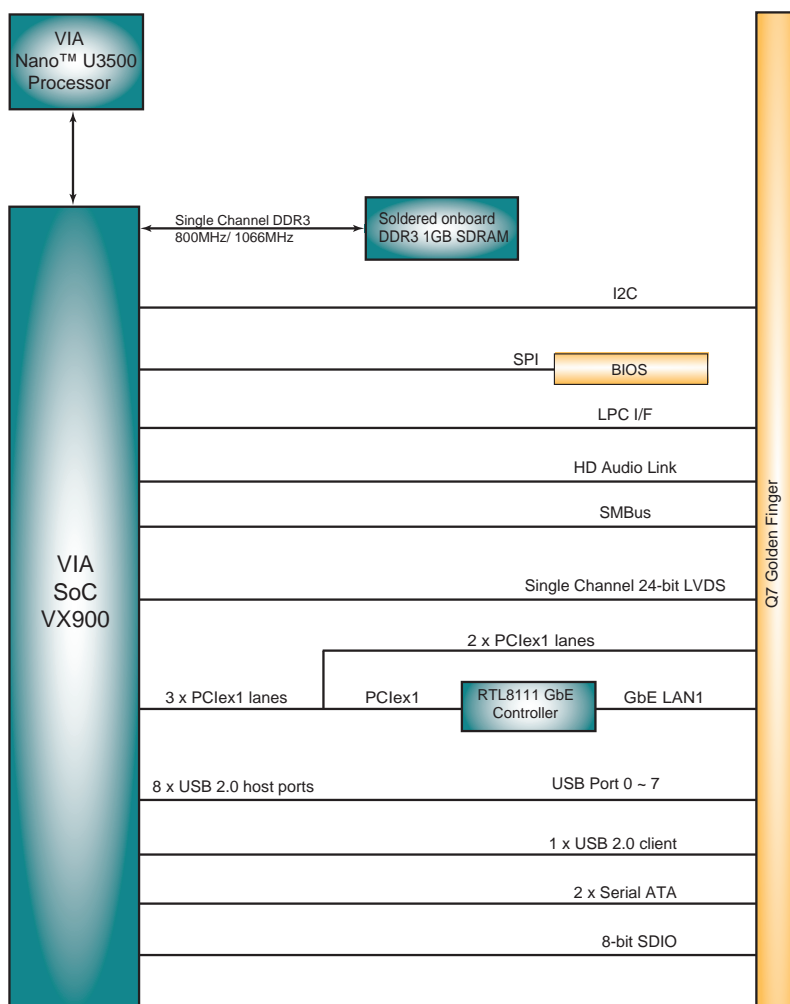 VIA
Nano™ U3500
Processor
Single Channel DDR3
800MHz/ 1066MHz
Soldered onboard
DDR3 1GB SDRAM
I2C
SPI
BIOS
LPC I/F
HD Audio Link
SMBus
VIA
SoC
VX900
Single Channel 24-bit LVDS
2 x PCIex1 lanes
3 x PCIex1 lanes
PCIex1
RTL8111 GbE
Controller
GbE LAN1
8 x USB 2.0 host ports
USB Port 0 ~ 7
1 x USB 2.0 client
2 x Serial ATA
8-bit SDIO
Q7 Golden Finger